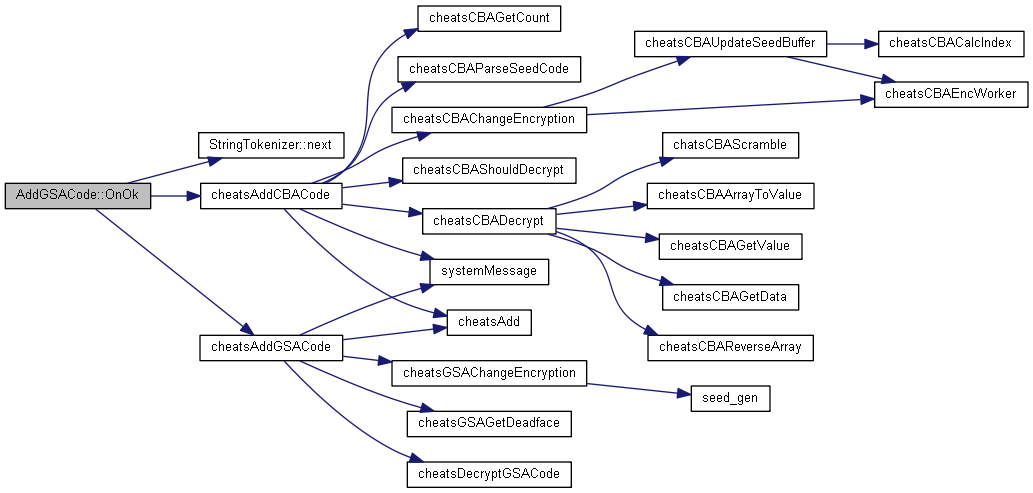 cheatsCBAGetCount
cheatsCBAUpdateSeedBuffer
cheatsCBACalcIndex
cheatsCBAParseSeedCode
cheatsCBAEncWorker
cheatsCBAChangeEncryption
StringTokenizer::next
chatsCBAScramble
cheatsCBAShouldDecrypt
AddGSACode::OnOk
cheatsAddCBACode
cheatsCBAArrayToValue
cheatsCBADecrypt
cheatsCBAGetValue
systemMessage
cheatsCBAGetData
cheatsAdd
cheatsAddGSACode
cheatsCBAReverseArray
cheatsGSAChangeEncryption
seed_gen
cheatsGSAGetDeadface
cheatsDecryptGSACode